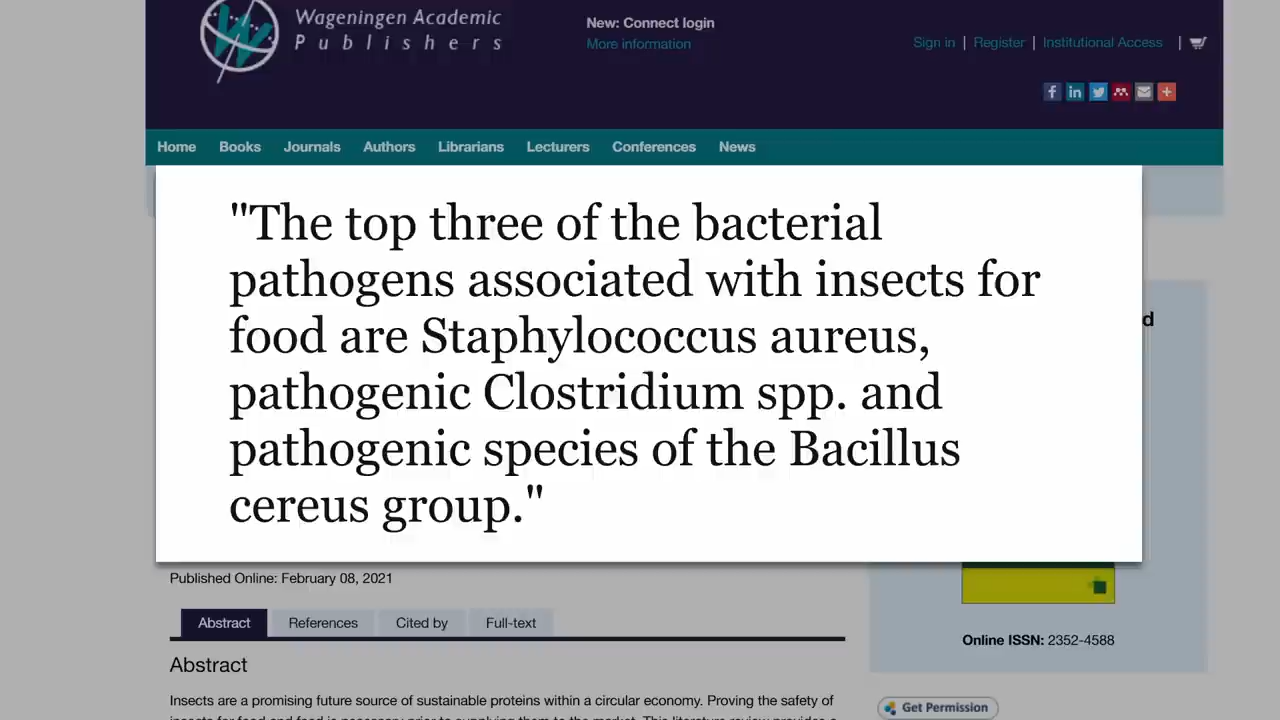 Wageningen Academic
Publishers
New: Connect login
More information
Sign in | Register | Institutional Access |
Home Books Journals Authors Librarians Lecturers Conferences News
"The top three of the bacterial
pathogens associated with insects for
food are Staphylococcus aureus,
pathogenic Clostridium spp. and
pathogenic species of the Bacillus
cereus group."
d
Published Online: February 08, 2021
Abstract References Cited by Full-text
Online ISSN: 2352-4588
Abstract
Insects are a promising future source of sustainable proteins within a circular economy. Proving the safety of
Get Permission